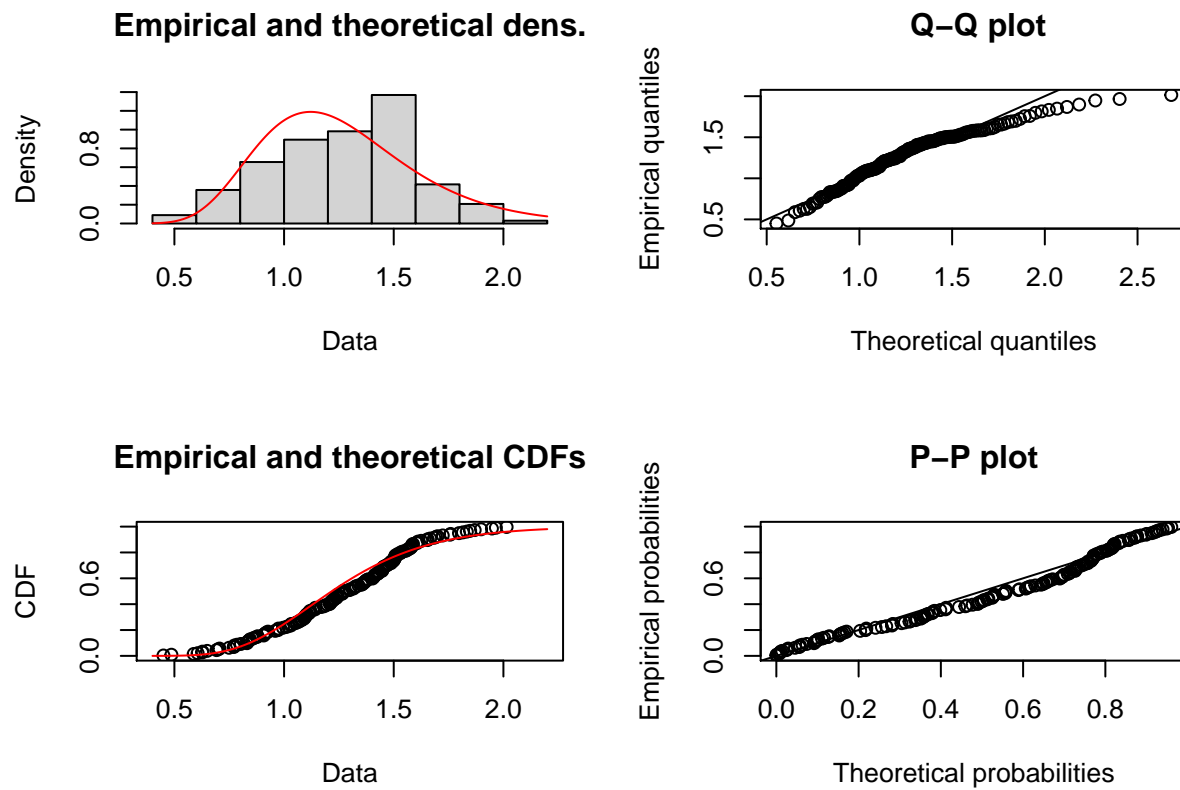 Empirical and theoretical dens.
Density
0.0 0.8
0.5 1.0 1.5 2.0
Data
Q−Q plot
Empirical quantiles
0.5 1.5
0.5 1.0 1.5 2.0 2.5
Theoretical quantiles
Empirical and theoretical CDFs
CDF
0.0 0.6
0.5 1.0 1.5 2.0
Data
P−P plot
Empirical probabilities
0.0 0.6
0.0 0.2 0.4 0.6 0.8
Theoretical probabilities